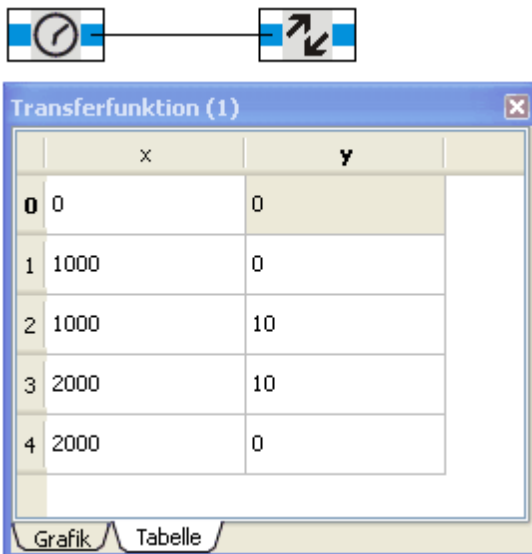 Transferfunktion (1)
x y
0 0 0
1 1000 0
2 1000 10
3 2000 10
4 2000 0
Grafik Tabelle